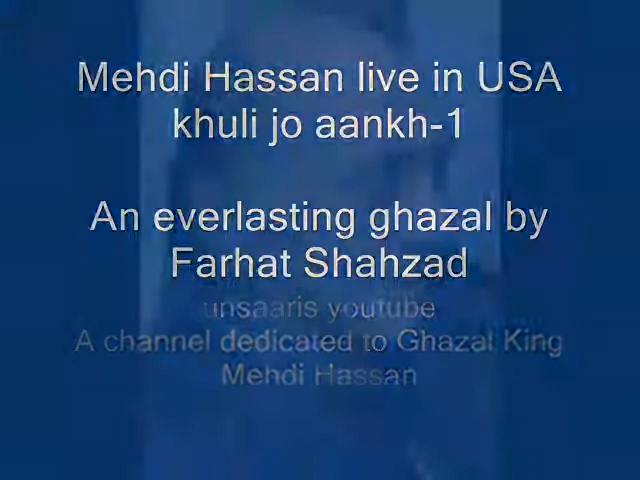 Mehdi Hassan live in USA
khuli jo aankh-1
An everlasting ghazal by
Farhat Shahzad
unsaaris youtube
A channel dedicated to Ghazal King
Mehdi Hassan